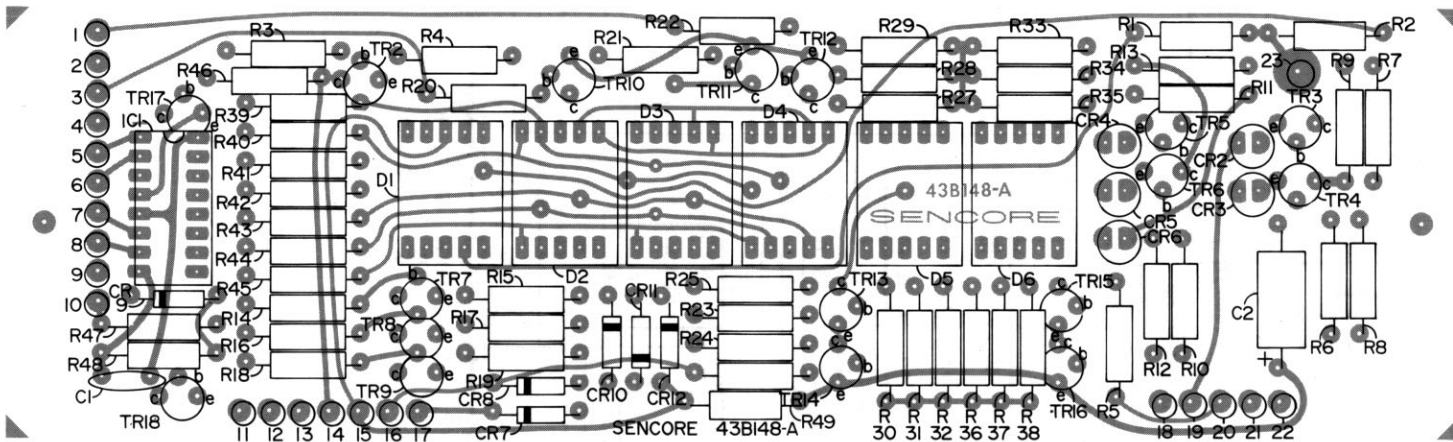 1 R3 R4 R22 R29 R33 R1 R2
TR2 R21 TR12 R13 R9 R7
2 b e b e 23
R46 c R20 b TR10 TR11 b R28 R34 RII TR3
3 TR17 e c c c R27 R35 CR4
ICI R39 D3 D4 TR5
4 R40 CR2
5 R41 D1 TR6
6 R42 43B148-A CR3 TR4
7 R43 SENCORE CR5
8 R44 CR6
9 R45 TR7 R15 D2 R25 CR11 TR13 D5 D6 TR15
CR
10 9 R14 R17 R23 C2
R47 R16 TR8 R24
R48 R18 R19 R6 R8
C1 TR9 CR8 CR10 CR12 TR14 TR16 R12 R10
TR18 R49 R R R R R R R5 +
11 12 13 14 15 16 17 CR7 SENCORE 43B148-A 30 31 32 36 37 38 18 19 20 21 22